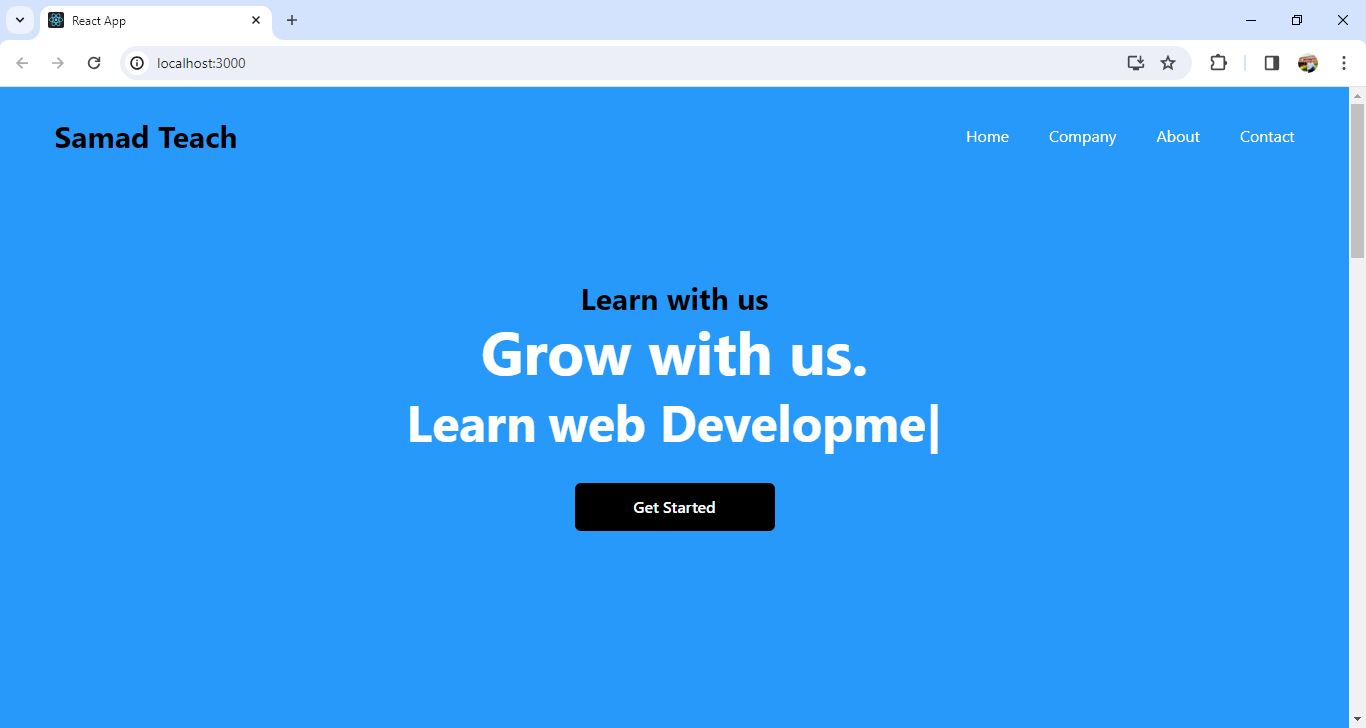 React App
localhost:3000
Samad Teach
Home Company About Contact
Learn with us
Grow with us.
Learn web Developme|
Get Started